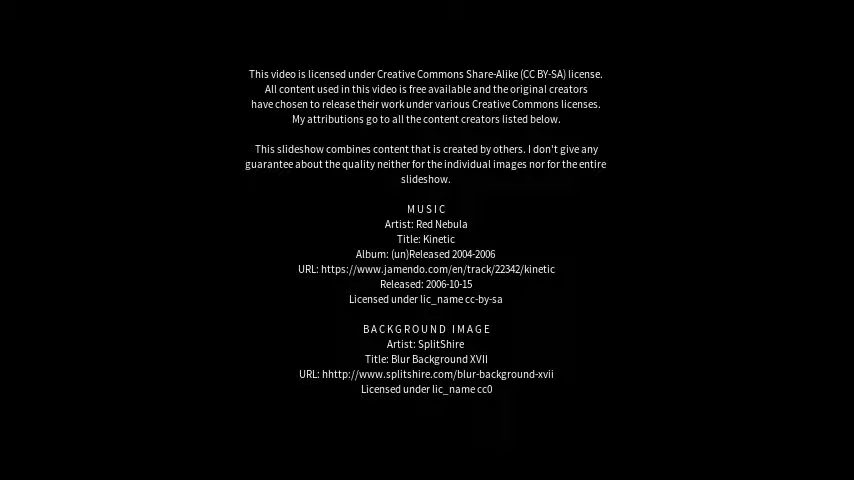 This video is licensed under Creative Commons Share-Alike (CC BY-SA) license.
All content used in this video is free available and the original creators
have chosen to release their work under various Creative Commons licenses.
My attributions go to all the content creators listed below.
This slideshow combines content that is created by others. I don't give any
guarantee about the quality neither for the individual images nor for the entire
slideshow.
MUSIC
Artist: Red Nebula
Title: Kinetic
Album: (un)Released 2004-2006
URL: https://www.jamendo.com/en/track/22342/kinetic
Released: 2006-10-15
Licensed under lic_name cc-by-sa
BACKGROUND IMAGE
Artist: SplitShire
Title: Blur Background XVII
URL: hhttp://www.splitshire.com/blur-background-xvii
Licensed under lic_name cc0